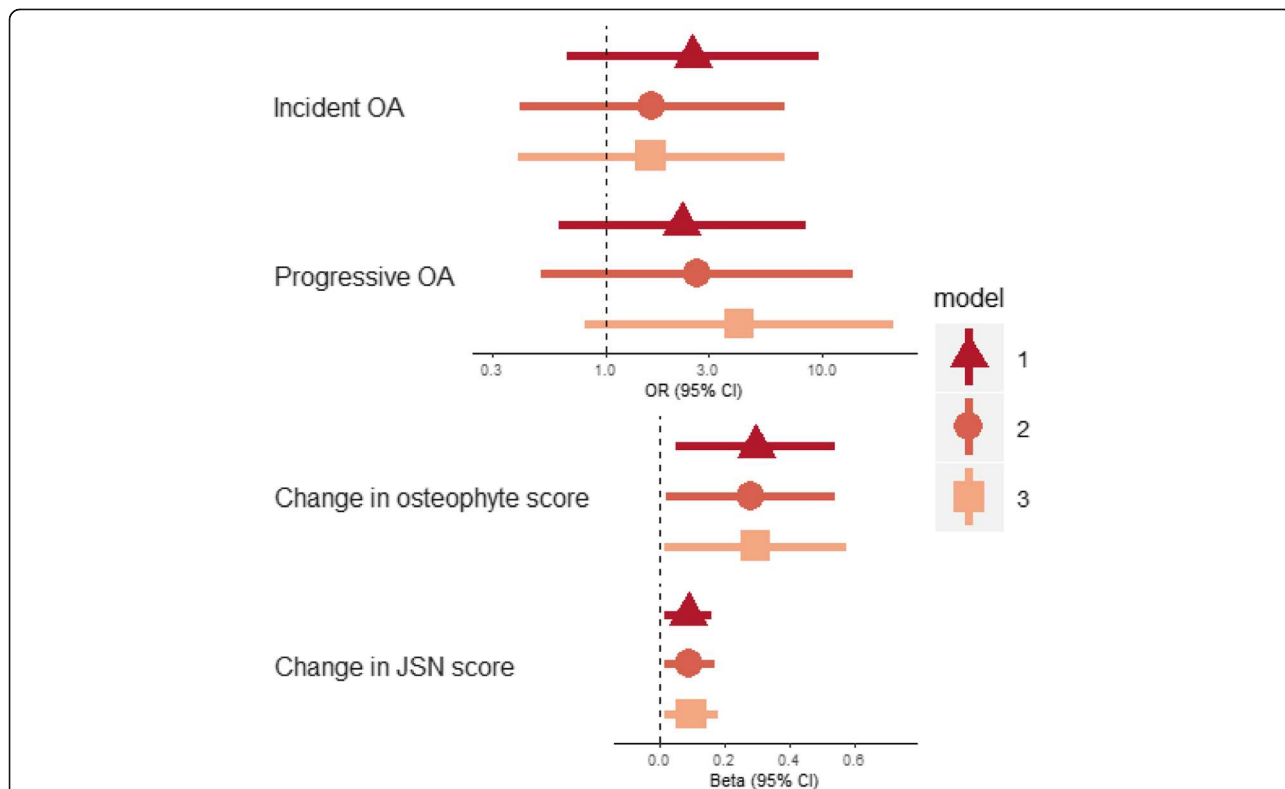 Incident OA
Progressive OA
0.3 1.0 3.0 10.0
OR (95% CI)
model
1
2
3
Change in osteophyte score
Change in JSN score
0.0 0.2 0.4 0.6
Beta (95% CI)